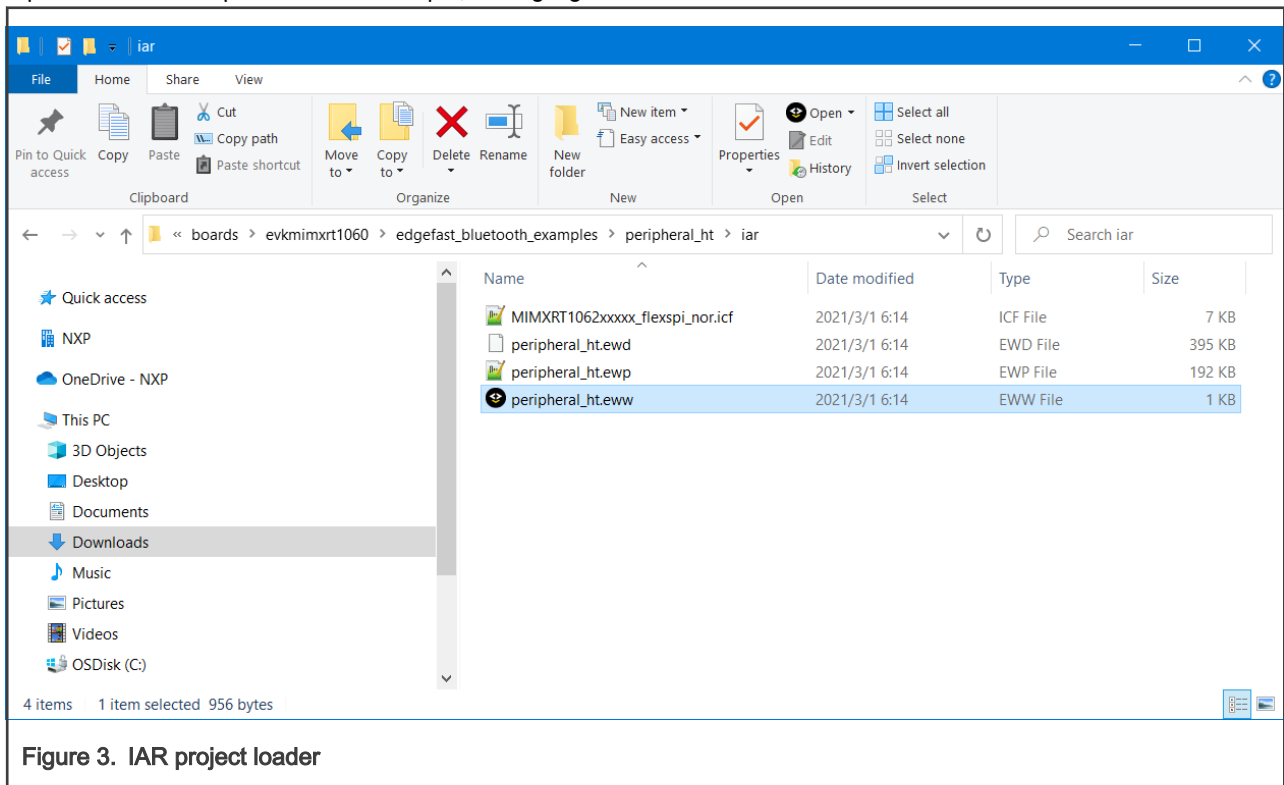 iar
File Home Share View
Pin to Quick access
Copy
Paste
Cut
Copy path
Paste shortcut
Clipboard
Move to
Copy to
Delete
Rename
Organize
New folder
New item
Easy access
New
Properties
Open
Edit
History
Open
Select all
Select none
Invert selection
Select
« boards > evkmimxrt1060 > edgefast_bluetooth_examples > peripheral_ht > iar
Search iar
Quick access
NXP
OneDrive - NXP
This PC
3D Objects
Desktop
Documents
Downloads
Music
Pictures
Videos
OSDisk (C:)
Name Date modified Type Size
MIMXRT1062xxxxx_flexspi_nor.icf 2021/3/1 6:14 ICF File 7 KB
peripheral_ht.ewd 2021/3/1 6:14 EWD File 395 KB
peripheral_ht.ewp 2021/3/1 6:14 EWP File 192 KB
peripheral_ht.eww 2021/3/1 6:14 EWW File 1 KB
4 items 1 item selected 956 bytes
Figure 3. IAR project loader